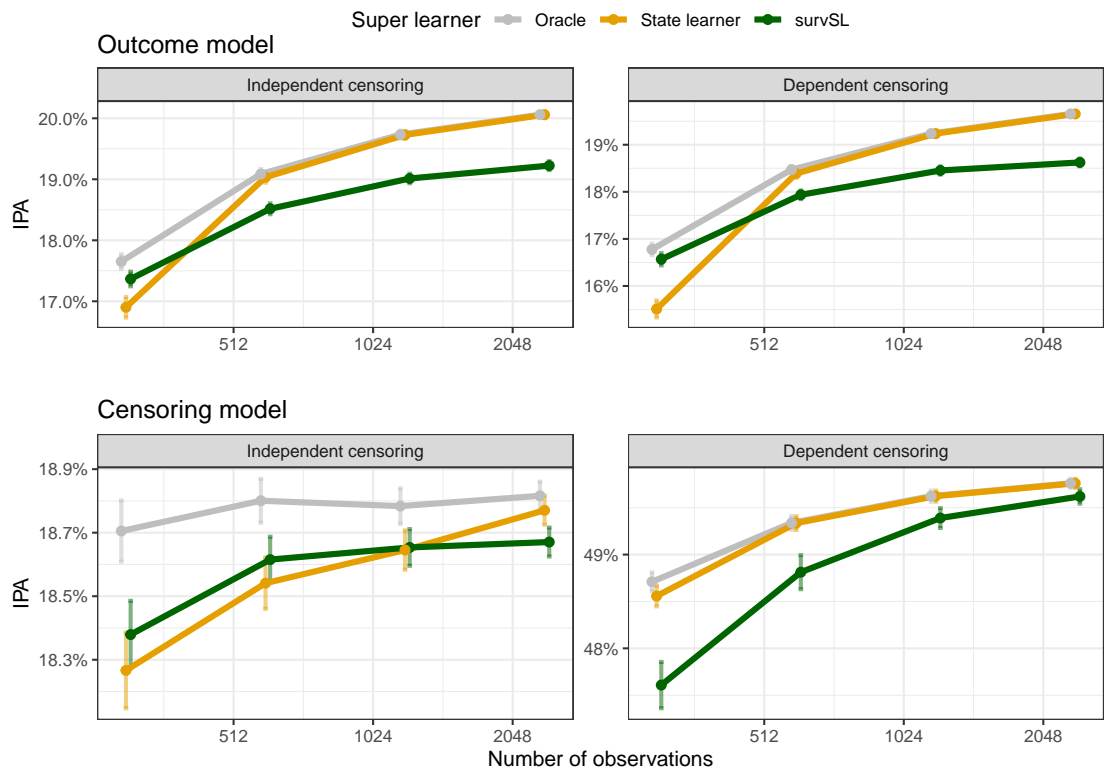 Super learner Oracle State learner survSL
Outcome model
Independent censoring
Dependent censoring
20.0%
19.0%
18.0%
17.0%
IPA
512 1024 2048
19%
18%
17%
16%
512 1024 2048
Censoring model
Independent censoring
Dependent censoring
18.9%
18.7%
18.5%
18.3%
IPA
512 1024 2048
49%
48%
512 1024 2048
Number of observations